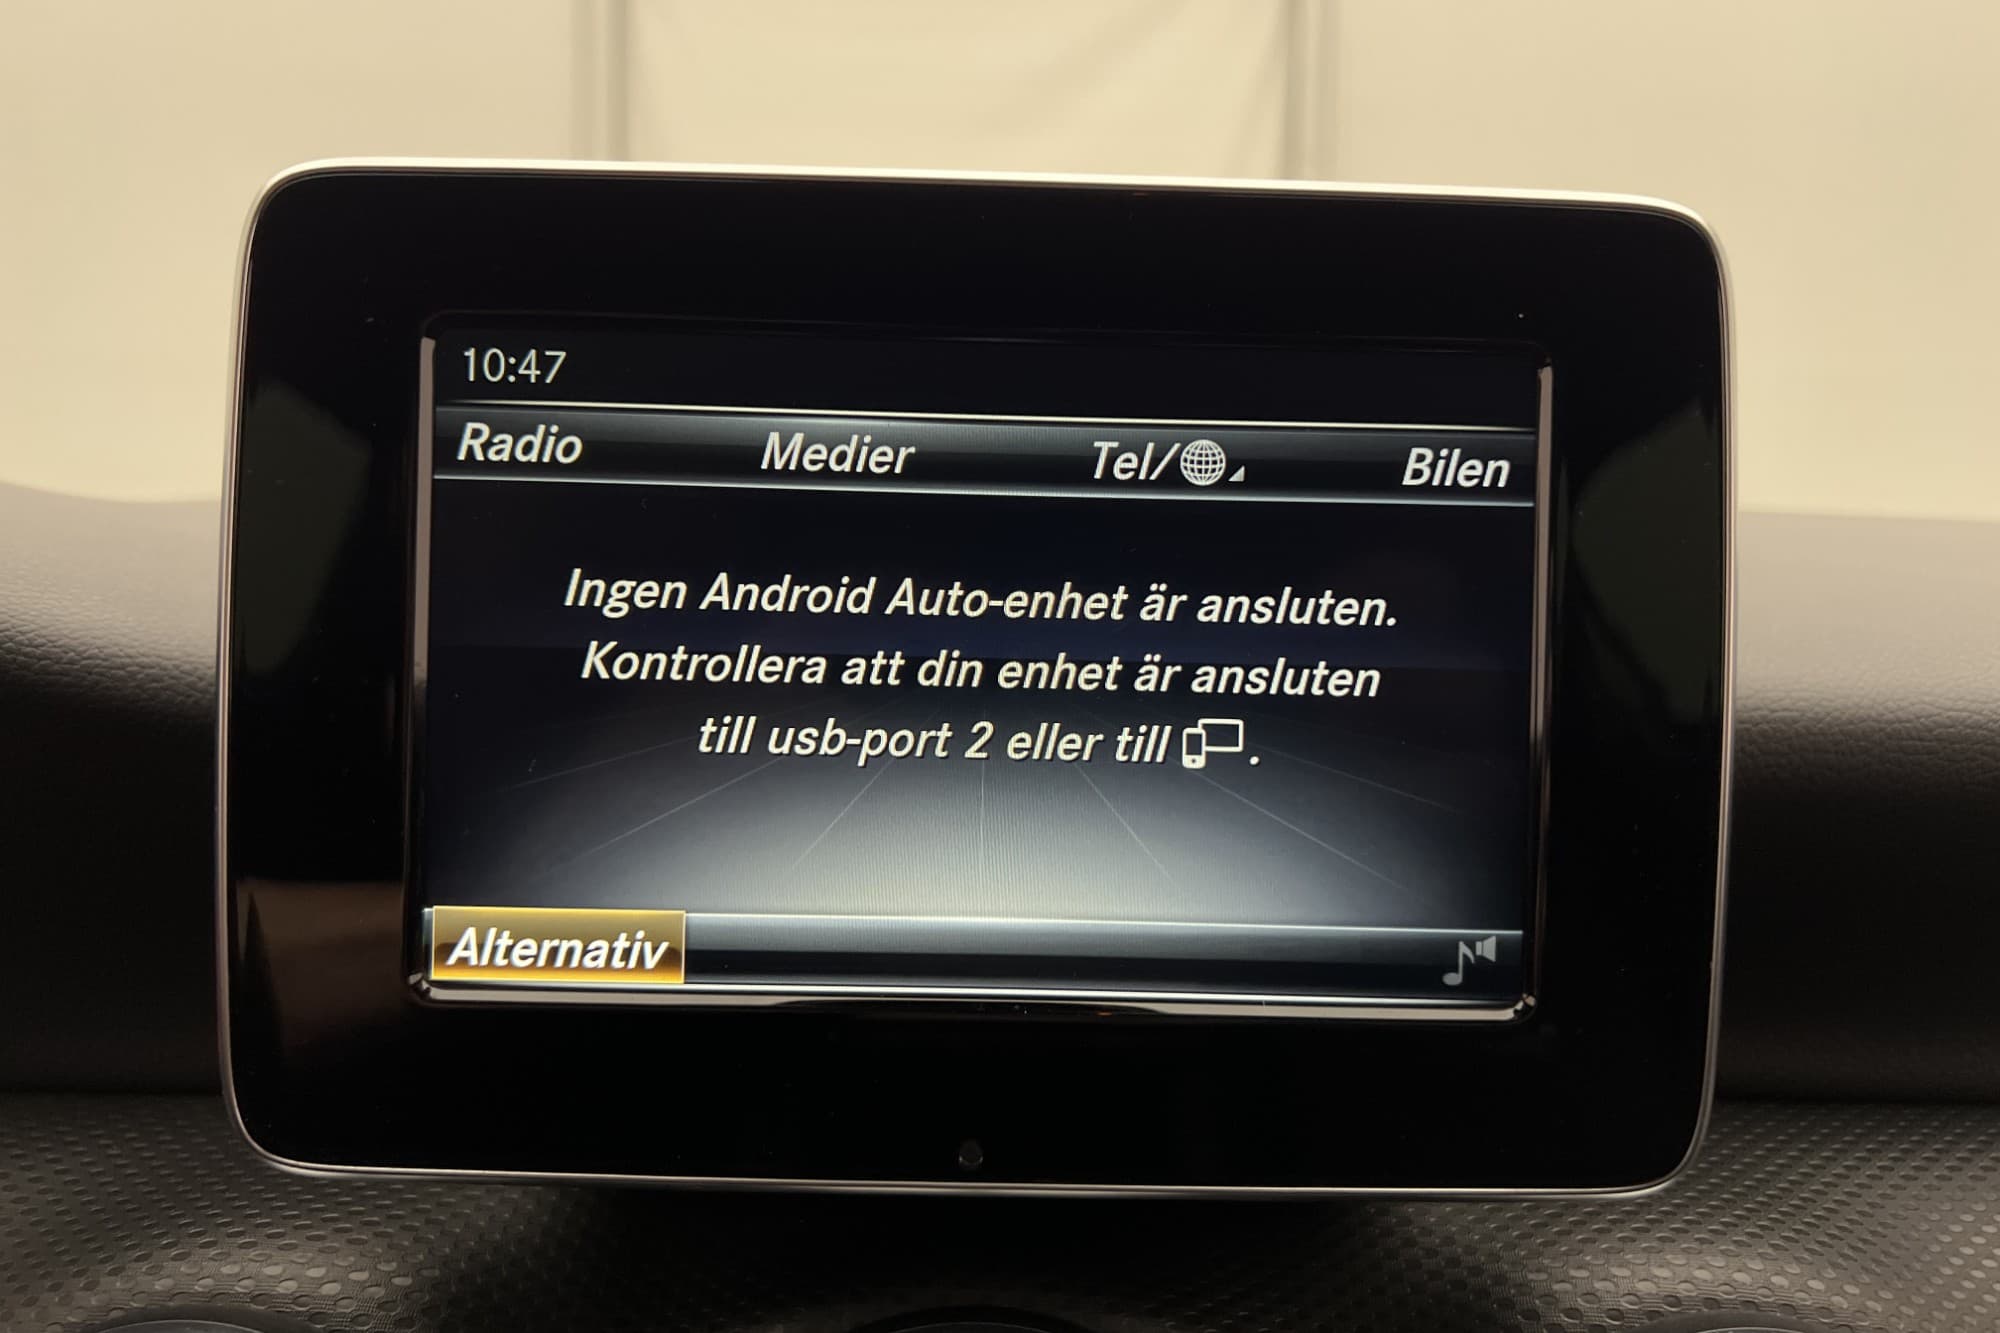 10:47
Radio Medier Tel/ Bilen
Ingen Android Auto-enhet är ansluten.
Kontrollera att din enhet är ansluten
till usb-port 2 eller till .
Alternativ